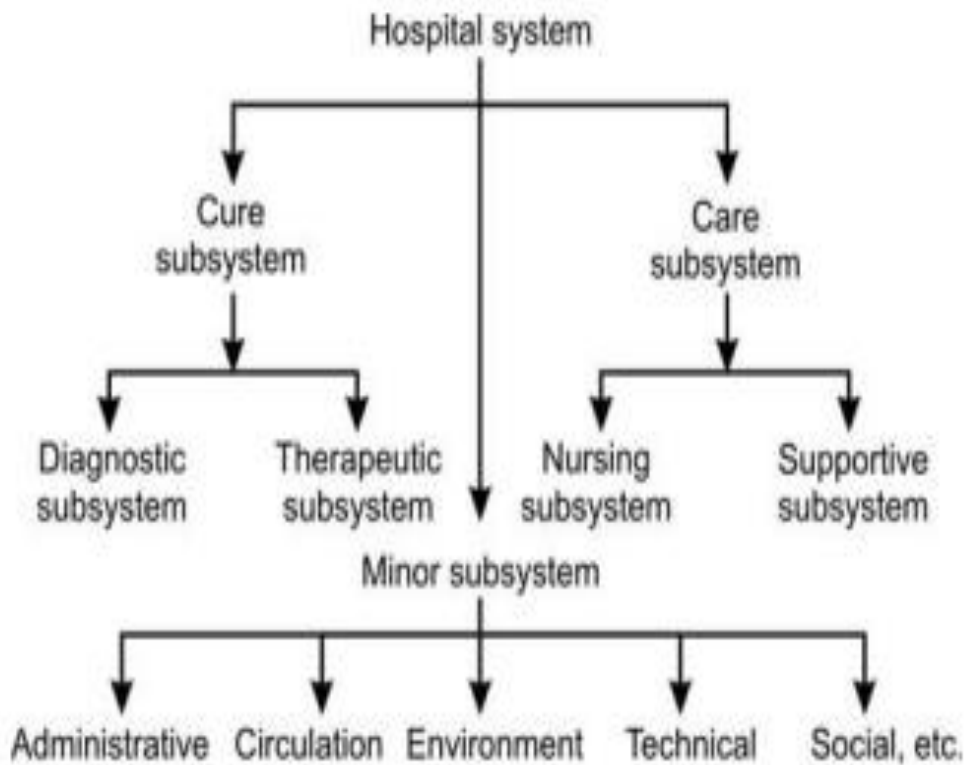 Hospital system
Cure
subsystem
Care
subsystem
Diagnostic
subsystem
Therapeutic
subsystem
Nursing
subsystem
Supportive
subsystem
Minor subsystem
Administrative
Circulation
Environment
Technical
Social, etc.